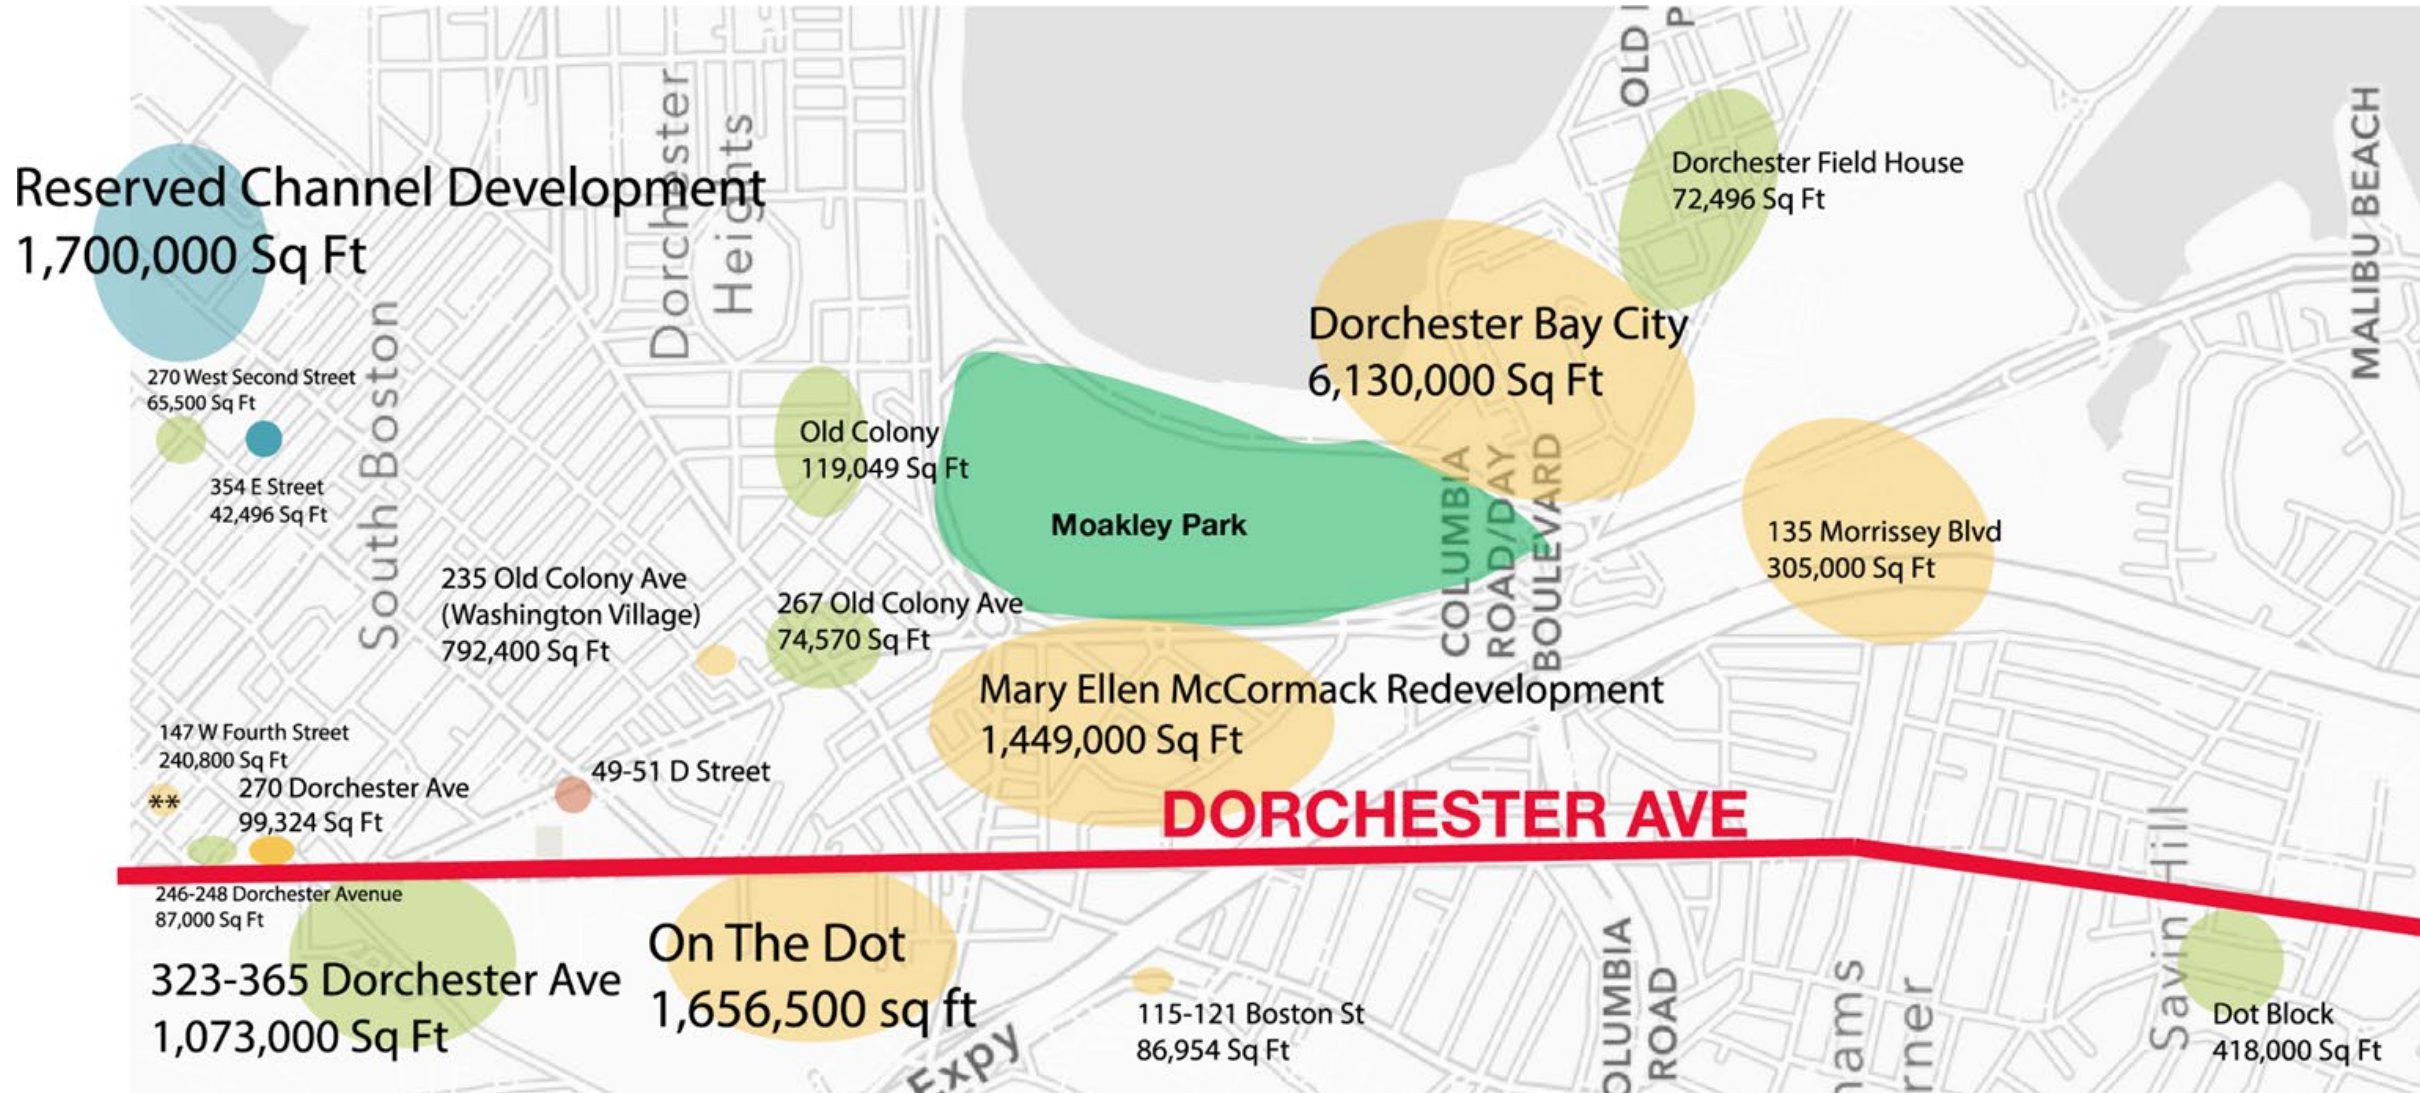 OLD
P
MALIBU BEACH
Dorchester
Heights
Dorchester Field House
72,496 Sq Ft
Reserved Channel Development
1,700,000 Sq Ft
South Boston
Dorchester Bay City
6,130,000 Sq Ft
270 West Second Street
65,500 Sq Ft
354 E Street
42,496 Sq Ft
Old Colony
119,049 Sq Ft
Moakley Park
COLUMBIA
ROAD/DAY
BOULEVARD
135 Morrissey Blvd
305,000 Sq Ft
235 Old Colony Ave
(Washington Village)
792,400 Sq Ft
267 Old Colony Ave
74,570 Sq Ft
Mary Ellen McCormack Redevelopment
1,449,000 Sq Ft
147 W Fourth Street
240,800 Sq Ft
**
270 Dorchester Ave
99,324 Sq Ft
49-51 D Street
DORCHESTER AVE
246-248 Dorchester Avenue
87,000 Sq Ft
323-365 Dorchester Ave
1,073,000 Sq Ft
On The Dot
1,656,500 sq ft
Expy
115-121 Boston St
86,954 Sq Ft
OLUMBIA
ROAD
hams
rner
Savin Hill
Dot Block
418,000 Sq Ft